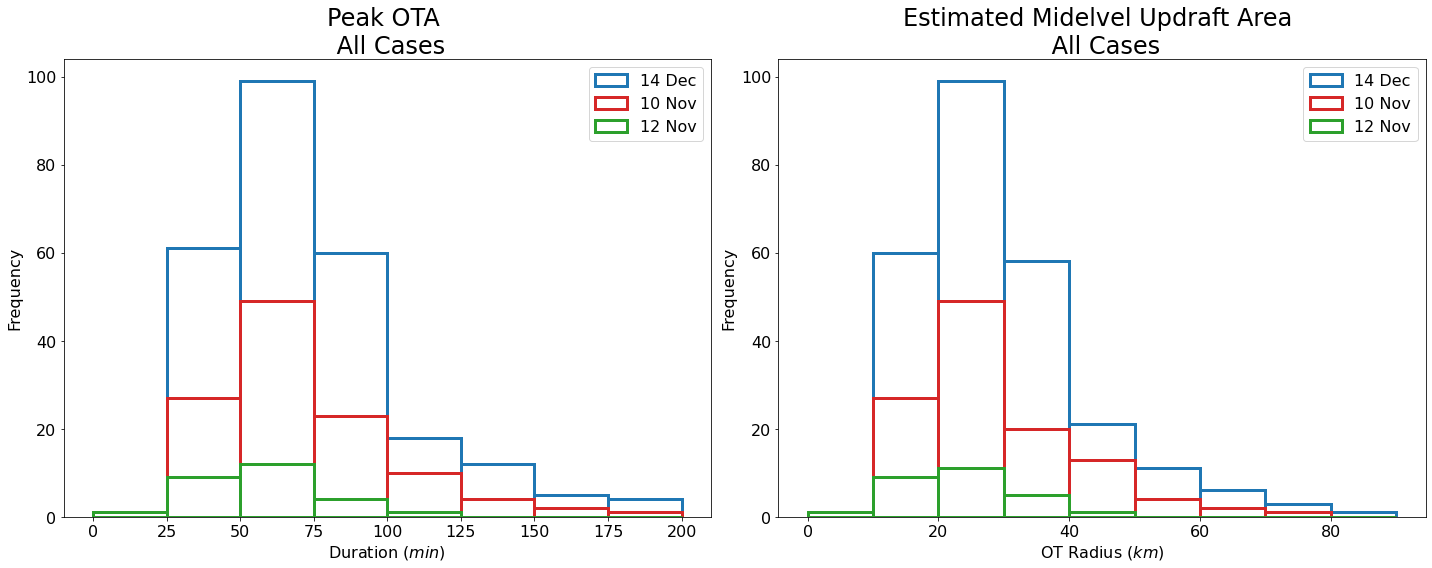 Peak OTA
All Cases
100
80
60
40
20
0
Frequency
0 25 50 75 100 125 150 175 200
Duration (min)
14 Dec
10 Nov
12 Nov
Estimated Midelvel Updraft Area
All Cases
100
80
60
40
20
0
Frequency
0 20 40 60 80
OT Radius (km)
14 Dec
10 Nov
12 Nov